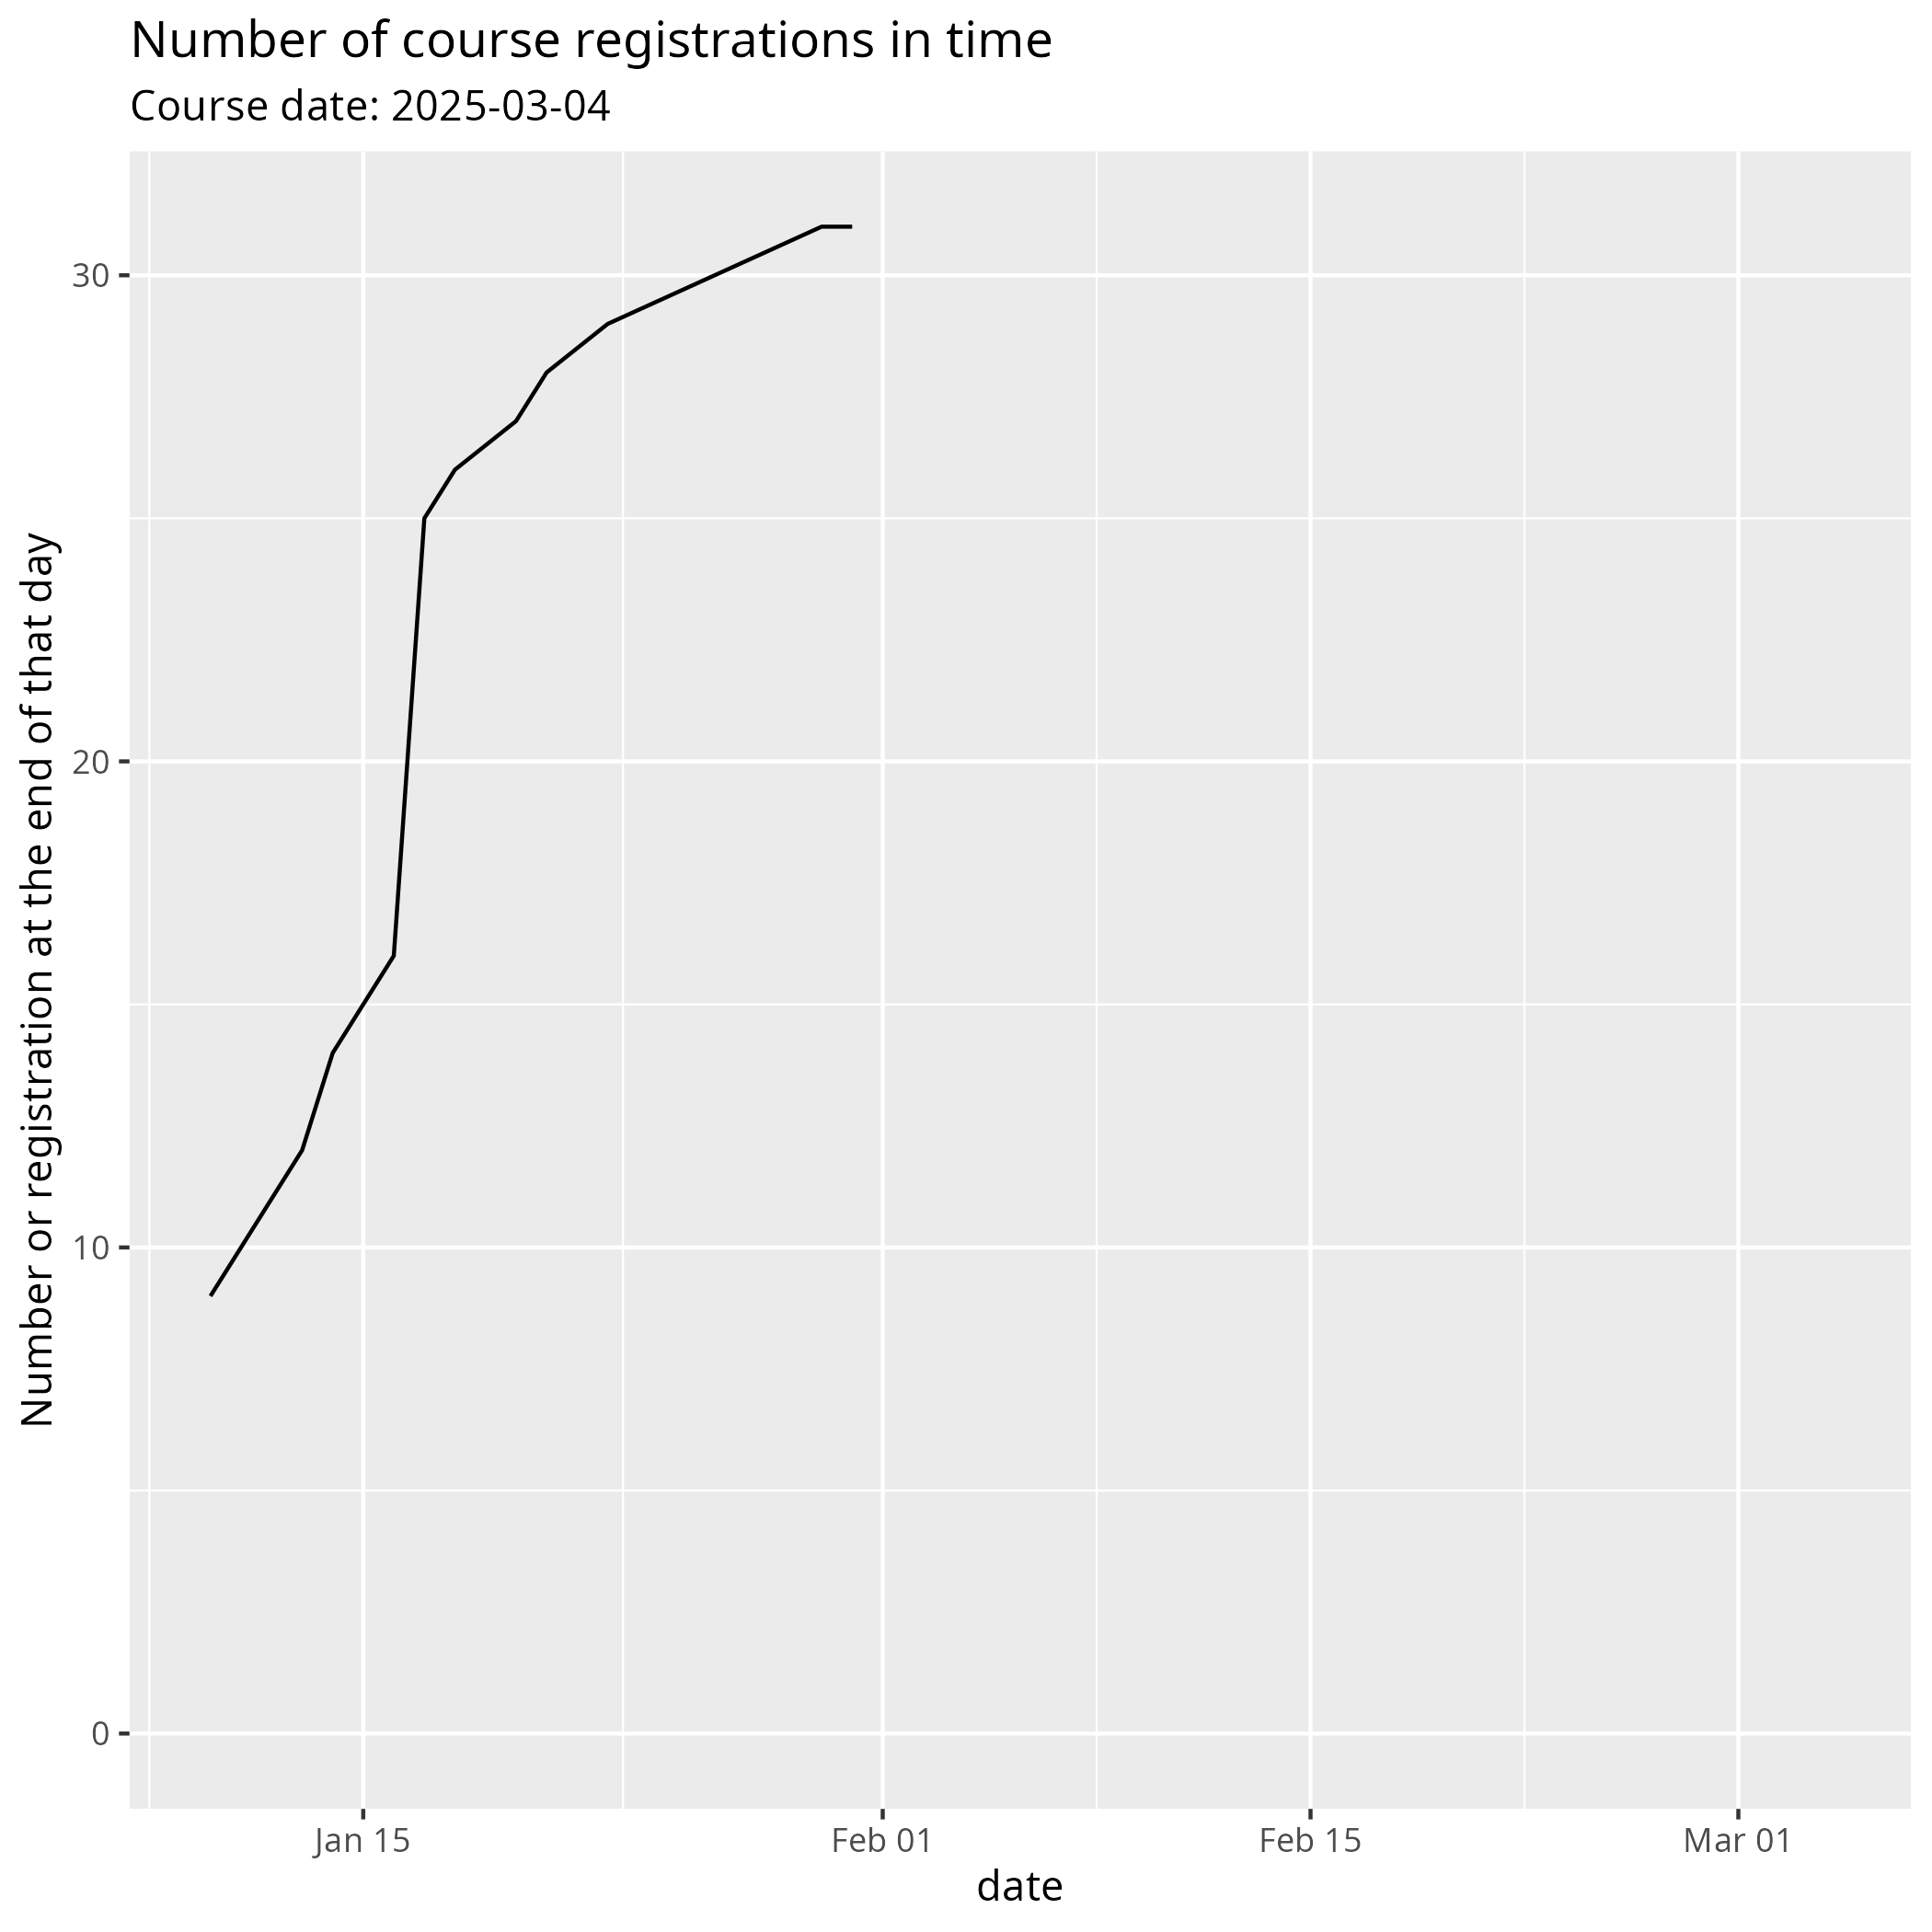 Number of course registrations in time
Course date: 2025-03-04
Number or registration at the end of that day
30
20
10
0
Jan 15
Feb 01
Feb 15
Mar 01
date